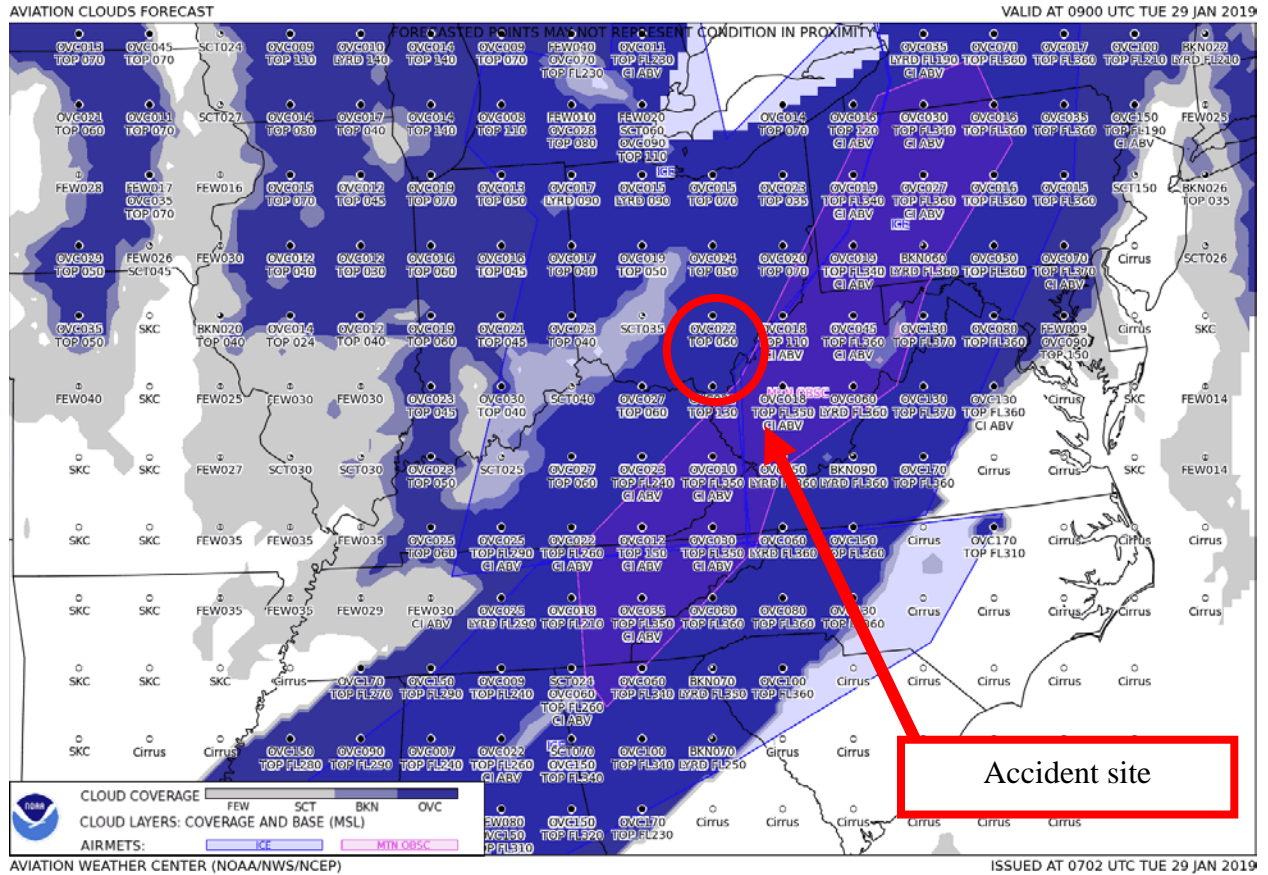 AVIATION CLOUDS FORECAST VALID AT 0900 UTC TUE 29 JAN 2019
FORECASTED POINTS MAY NOT REPRESENT CONDITION IN PROXIMITY
OVC013 OVC045 SCT024 OVC009 OVC010 OVC014 OVC009 FEW040 OVC011 OVC035 OVC070 OVC017 OVC100 BKN022
TOP 070 TOP 070 TOP 110 LYRD 140 TOP 140 TOP 070 OVC070 TOP FL230 LYRD FL190 TOP FL360 TOP FL360 TOP FL210 LYRD FL210
TOP FL230 CI ABV CI ABV
OVC021 OVC011 SCT027 OVC014 OVC017 OVC014 OVC008 FEW010 FEW020 OVC014 OVC016 OVC030 OVC016 OVC035 OVC150 FEW025
TOP 060 TOP 070 TOP 080 TOP 040 TOP 140 TOP 110 OVC028 SCT060 TOP 070 TOP 120 TOP FL340 TOP FL360 TOP FL360 TOP FL190
TOP 080 OVC090 CI ABV CI ABV CI ABV
TOP 110
ICE
FEW028 FEW017 FEW016 OVC015 OVC012 OVC019 OVC013 OVC017 OVC015 OVC015 OVC023 OVC019 OVC027 OVC016 OVC015 SCT150 BKN026
OVC035 TOP 070 TOP 045 TOP 070 TOP 050 LYRD 090 LYRD 090 TOP 070 TOP 035 TOP FL340 TOP FL360 TOP FL360 TOP FL360 TOP 035
TOP 070 CI ABV CI ABV
ICE
OVC029 FEW026 FEW030 OVC012 OVC012 OVC016 OVC016 OVC017 OVC019 OVC024 OVC020 OVC019 BKN060 OVC050 OVC070 Cirrus SCT026
TOP 050 SCT045 TOP 040 TOP 030 TOP 060 TOP 045 TOP 040 TOP 050 TOP 050 TOP 070 TOP FL340 LYRD FL360 TOP FL360 TOP FL370
CI ABV CI ABV
OVC035 SKC BKN020 OVC014 OVC012 OVC019 OVC021 OVC023 SCT035 OVC022 OVC018 OVC045 OVC130 OVC080 FEW009 Cirrus SKC
TOP 050 TOP 040 TOP 024 TOP 040 TOP 060 TOP 045 TOP 040 TOP 060 TOP 110 TOP FL360 TOP FL370 TOP FL360 OVC090
CI ABV CI ABV TOP 150
MTN OBSC
FEW040 SKC FEW025 FEW030 FEW030 OVC023 OVC030 SCT040 OVC027 OVC018 OVC060 OVC130 OVC130 Cirrus SKC FEW014
TOP 045 TOP 040 TOP 060 TOP 130 TOP FL350 LYRD FL360 TOP FL370 TOP FL360
CI ABV CI ABV
SKC SKC FEW027 SCT030 SCT030 OVC023 SCT025 OVC027 OVC023 OVC010 BKN090 OVC170 Cirrus Cirrus SKC FEW014
TOP 050 TOP 060 TOP FL240 TOP FL350 LYRD FL360 LYRD FL360 TOP FL360
CI ABV CI ABV
SKC SKC FEW035 FEW035 FEW035 OVC025 OVC025 OVC022 OVC012 OVC030 OVC060 OVC150 Cirrus OVC170 Cirrus Cirrus Cirrus
TOP 060 TOP FL290 TOP FL260 TOP 150 TOP FL350 LYRD FL360 TOP FL360 TOP FL310
CI ABV CI ABV CI ABV CI ABV
SKC SKC FEW035 FEW035 FEW029 FEW030 OVC025 OVC018 OVC035 OVC060 OVC080 Cirrus Cirrus Cirrus Cirrus Cirrus
CI ABV LYRD FL290 TOP FL210 TOP FL350 TOP FL360 TOP FL360
CI ABV
SKC SKC SKC Cirrus OVC170 OVC150 OVC009 SCT024 OVC060 BKN070 OVC100 Cirrus Cirrus Cirrus Cirrus Cirrus
TOP FL270 TOP FL290 TOP FL240 OVC060 TOP FL340 LYRD FL350 TOP FL360
TOP FL260
CI ABV
ICE
SKC Cirrus Cirrus OVC150 OVC090 OVC007 OVC022 SCT070 OVC100 BKN070 Cirrus Cirrus
TOP FL280 TOP FL290 TOP FL240 TOP FL260 OVC150 TOP FL340 LYRD FL250
CI ABV TOP FL340
OVC150 OVC170 Cirrus Cirrus Cirrus Cirrus Cirrus Cirrus
TOP FL320 TOP FL230
Accident site
NOAA
CLOUD COVERAGE
FEW SCT BKN OVC
CLOUD LAYERS: COVERAGE AND BASE (MSL)
AIRMETS: ICE MTN OBSC
AVIATION WEATHER CENTER (NOAA/NWS/NCEP) ISSUED AT 0702 UTC TUE 29 JAN 2019